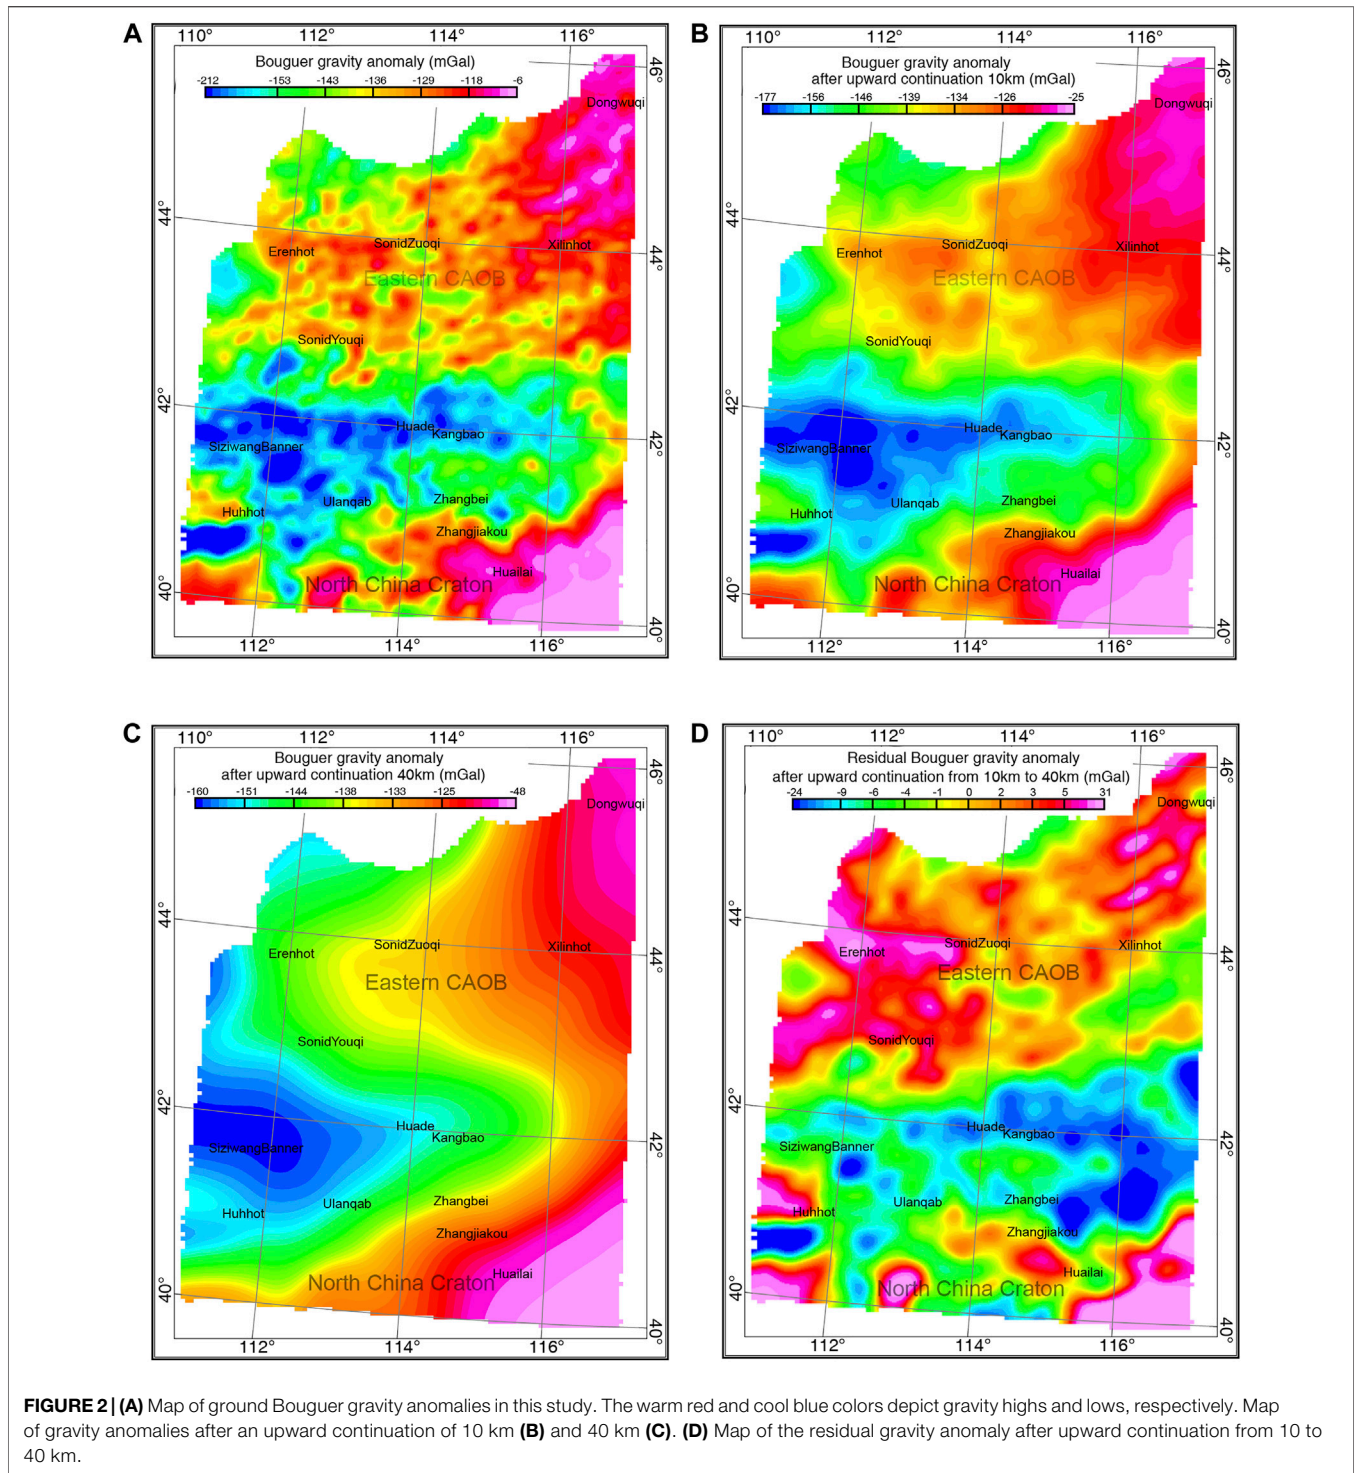 A
110°
112°
114°
116°
Bouguer gravity anomaly (mGal)
-212 -153 -143 -136 -129 -118 -6
46°
Dongwuqi
44°
SonidZuoqi
Xilinhot
Erenhot
44°
Eastern CAOB
SonidYouqi
42°
Huade
Kangbao
42°
SiziwangBanner
Ulanqab
Zhangbei
Huhhot
Zhangjiakou
Huailai
North China Craton
40°
40°
112°
114°
116°
B
110°
112°
114°
116°
Bouguer gravity anomaly
after upward continuation 10km (mGal)
-177 -156 -146 -139 -134 -126 -25
46°
Dongwuqi
44°
SonidZuoqi
Xilinhot
Erenhot
44°
Eastern CAOB
SonidYouqi
42°
Huade
Kangbao
42°
SiziwangBanner
Ulanqab
Zhangbei
Huhhot
Zhangjiakou
Huailai
North China Craton
40°
40°
112°
114°
116°
C
110°
112°
114°
116°
Bouguer gravity anomaly
after upward continuation 40km (mGal)
-160 -151 -144 -138 -133 -125 -48
46°
Dongwuqi
44°
SonidZuoqi
Xilinhot
Erenhot
44°
Eastern CAOB
SonidYouqi
42°
Huade
Kangbao
42°
SiziwangBanner
Ulanqab
Zhangbei
Huhhot
Zhangjiakou
Huailai
North China Craton
40°
40°
112°
114°
116°
D
110°
112°
114°
116°
Residual Bouguer gravity anomaly
after upward continuation from 10km to 40km (mGal)
-24 -9 -6 -4 -1 0 2 3 5 31
46°
Dongwuqi
44°
SonidZuoqi
Xilinhot
Erenhot
44°
Eastern CAOB
SonidYouqi
42°
Huade
Kangbao
42°
SiziwangBanner
Ulanqab
Zhangbei
Huhhot
Zhangjiakou
Huailai
North China Craton
40°
40°
112°
114°
116°
FIGURE 2 | (A) Map of ground Bouguer gravity anomalies in this study. The warm red and cool blue colors depict gravity highs and lows, respectively. Map
of gravity anomalies after an upward continuation of 10 km (B) and 40 km (C). (D) Map of the residual gravity anomaly after upward continuation from 10 to
40 km.